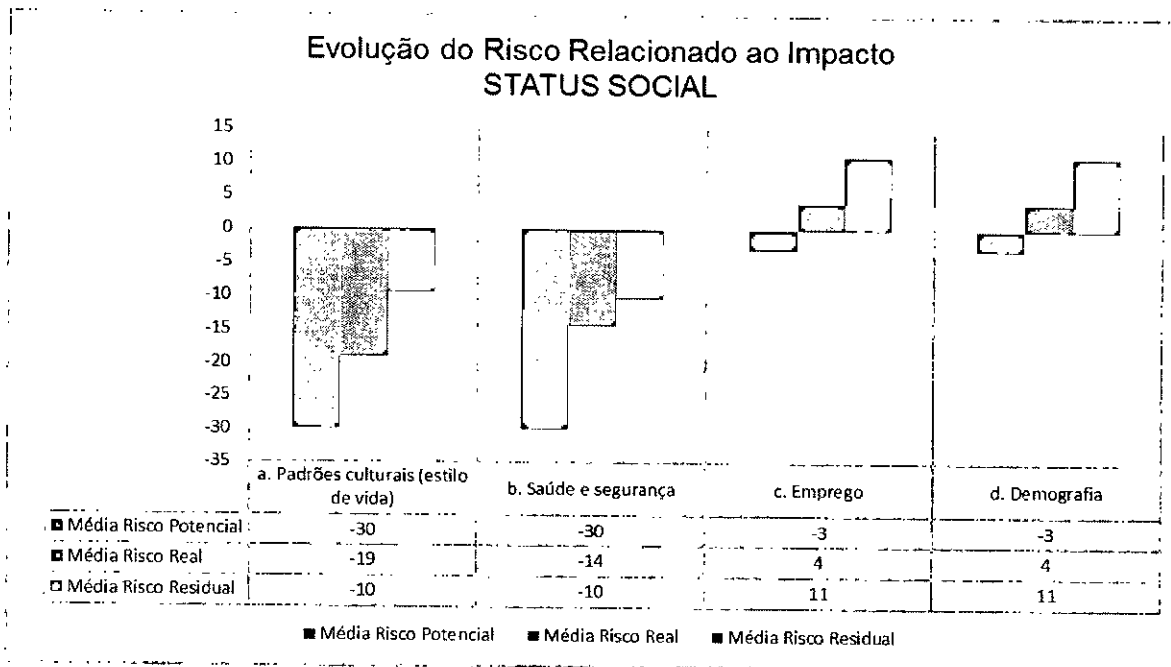 Evolução do Risco Relacionado ao Impacto
STATUS SOCIAL
15
10
5
0
-5
-10
-15
-20
-25
-30
-35
a. Padrões culturais (estilo de vida)
b. Saúde e segurança
c. Emprego
d. Demografia
Média Risco Potencial -30 -30 -3 -3
Média Risco Real -19 -14 4 4
Média Risco Residual -10 -10 11 11
Média Risco Potencial Média Risco Real Média Risco Residual